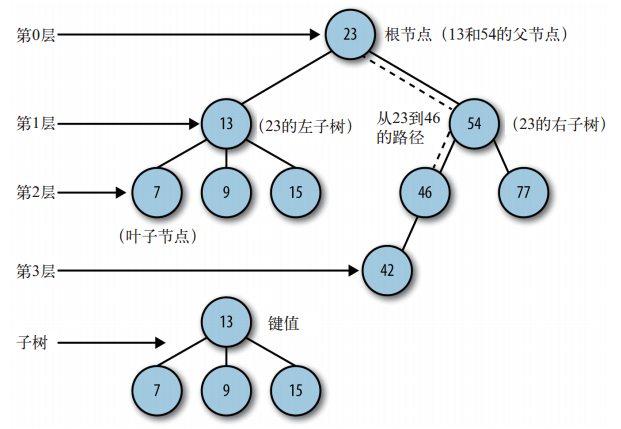 第0层
23
根节点（13和54的父节点）
第1层
13
（23的左子树）
从23到46
的路径
54
（23的右子树）
第2层
7
9
15
46
77
（叶子节点）
第3层
42
13
键值
子树
7
9
15